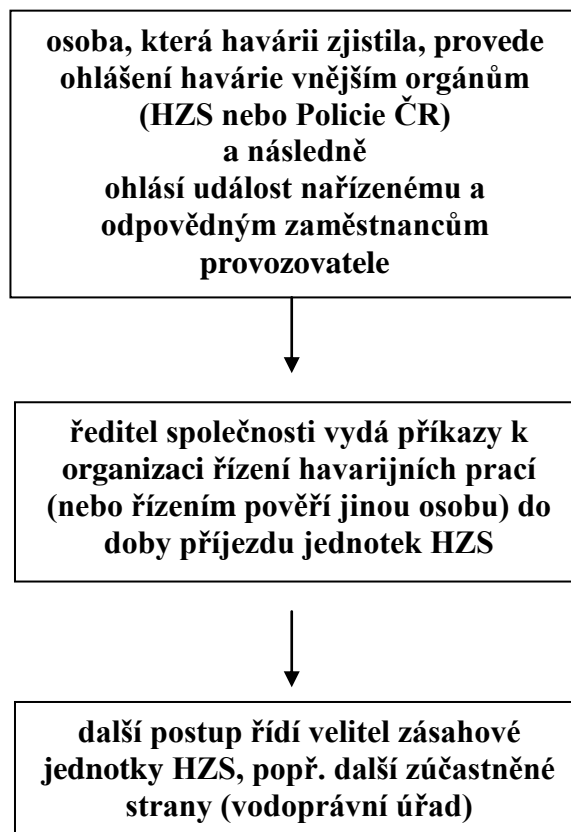 osoba, která havárii zjistila, provede
ohlášení havárie vnějším orgánům
(HZS nebo Policie ČR)
a následně
ohlásí událost nařízenému a
odpovědným zaměstnancům
provozovatele
ředitel společnosti vydá příkazy k
organizaci řízení havarijních prací
(nebo řízením pověří jinou osobu) do
doby příjezdu jednotek HZS
další postup řídí velitel zásahové
jednotky HZS, popř. další zúčastněné
strany (vodoprávní úřad)